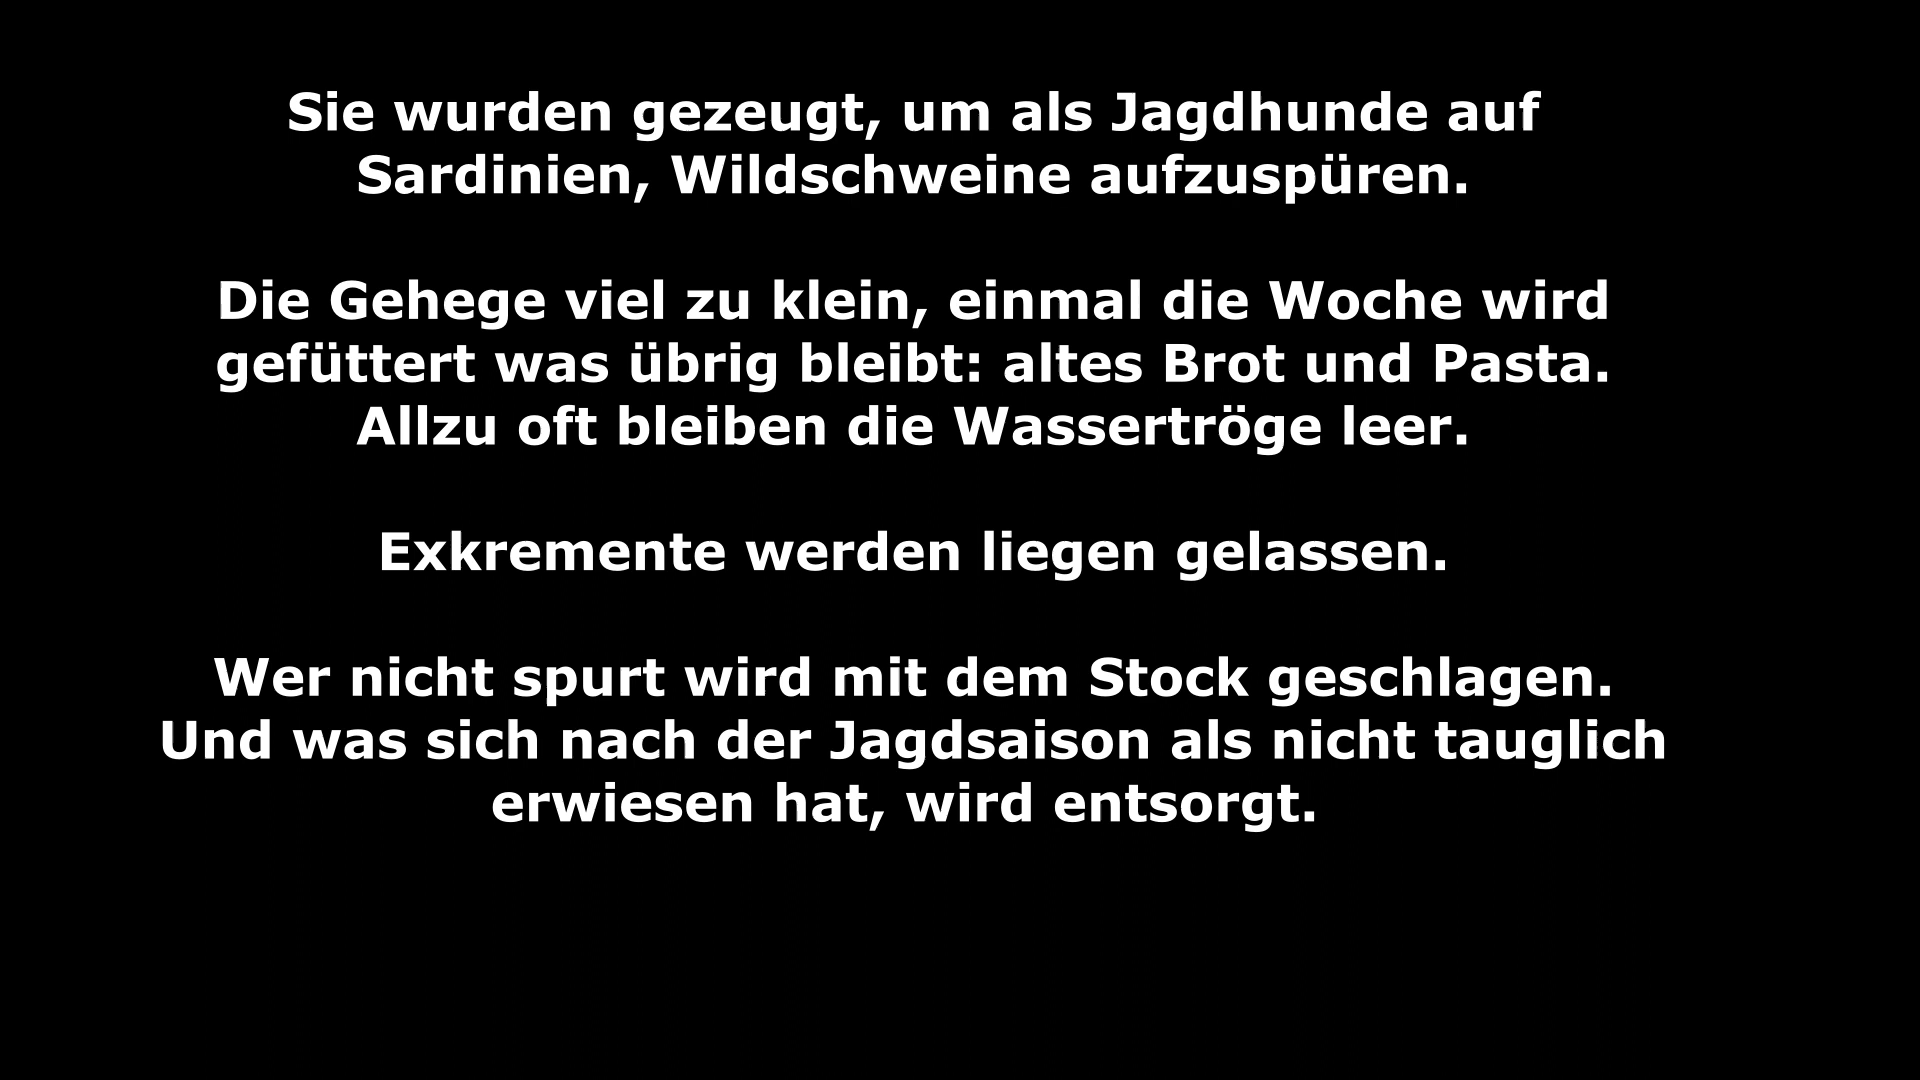 Sie wurden gezeugt, um als Jagdhunde auf
Sardinien, Wildschweine aufzuspüren.
Die Gehege viel zu klein, einmal die Woche wird
gefüttert was übrig bleibt: altes Brot und Pasta.
Allzu oft bleiben die Wassertröge leer.
Exkremente werden liegen gelassen.
Wer nicht spurt wird mit dem Stock geschlagen.
Und was sich nach der Jagdsaison als nicht tauglich
erwiesen hat, wird entsorgt.